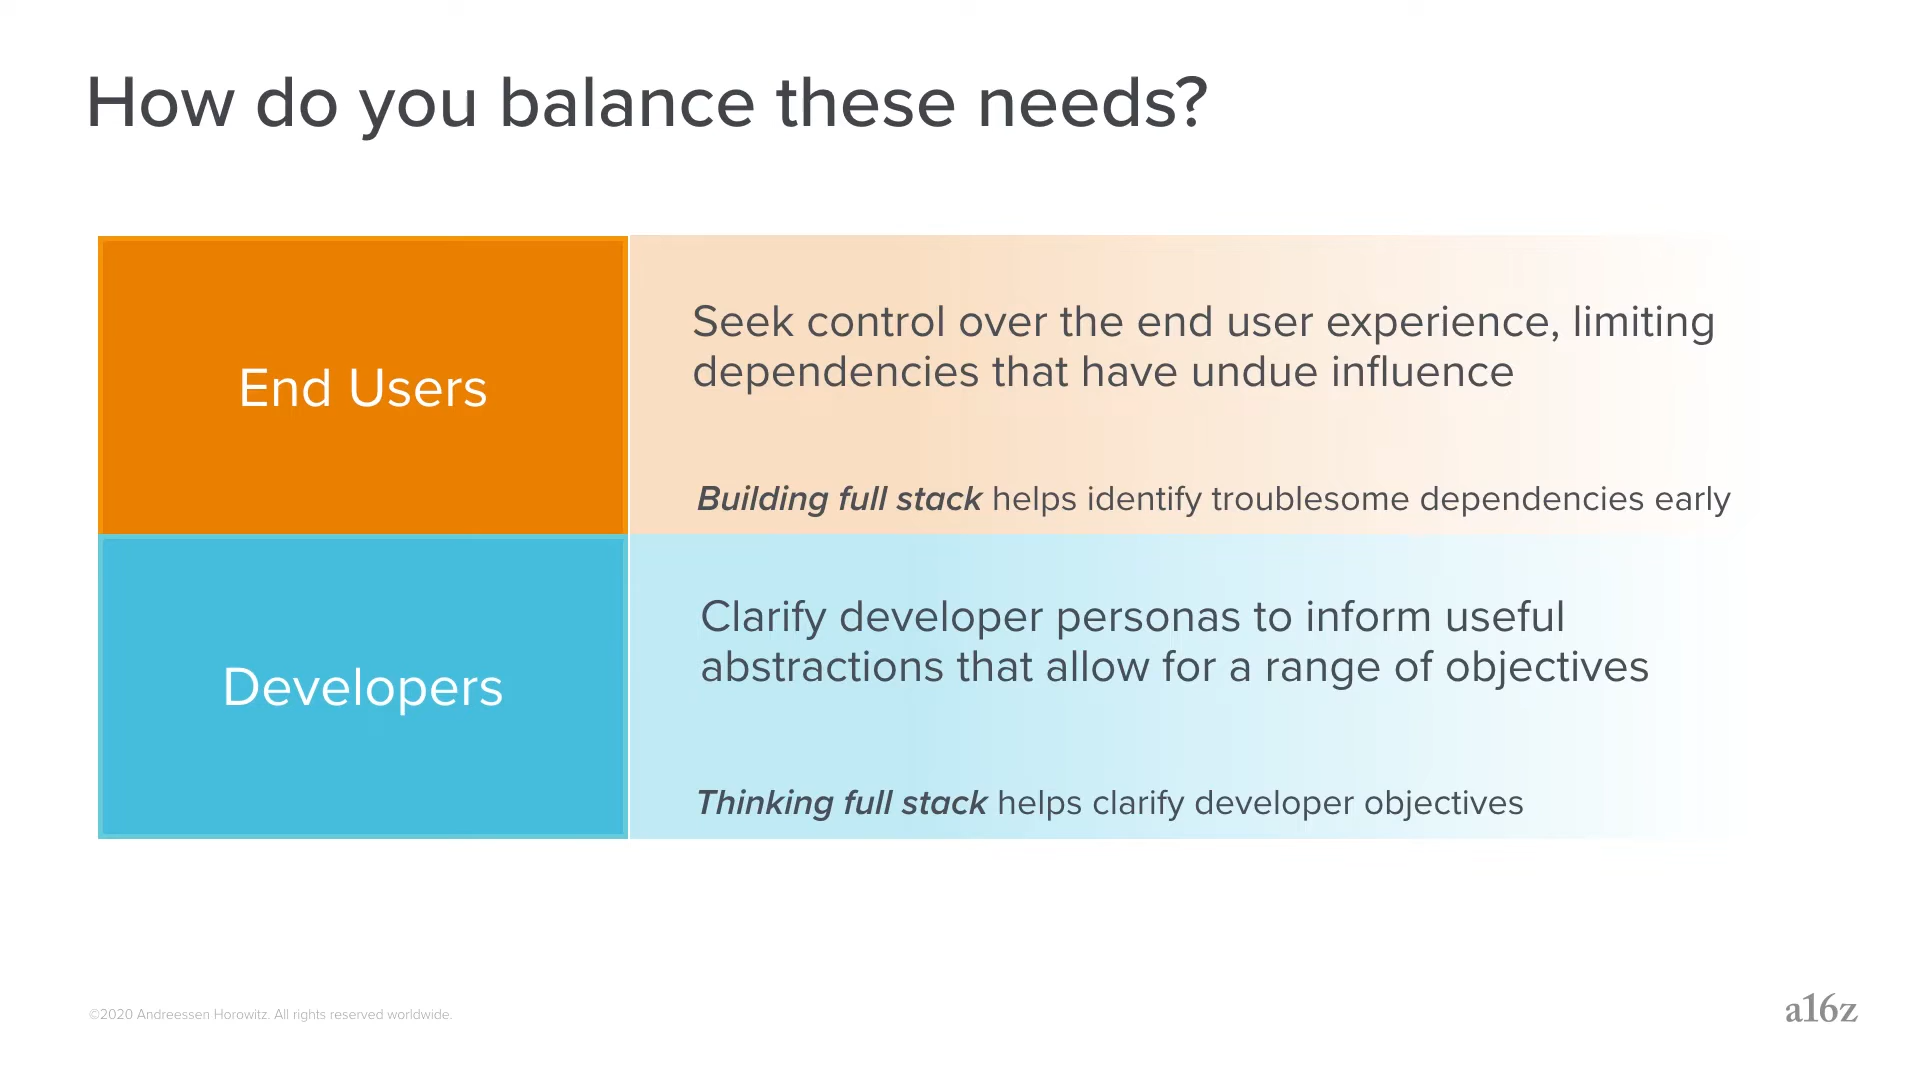 How do you balance these needs?
End Users
Seek control over the end user experience, limiting
dependencies that have undue influence
Building full stack helps identify troublesome dependencies early
Developers
Clarify developer personas to inform useful
abstractions that allow for a range of objectives
Thinking full stack helps clarify developer objectives
©2020 Andreessen Horowitz. All rights reserved worldwide.
a16z